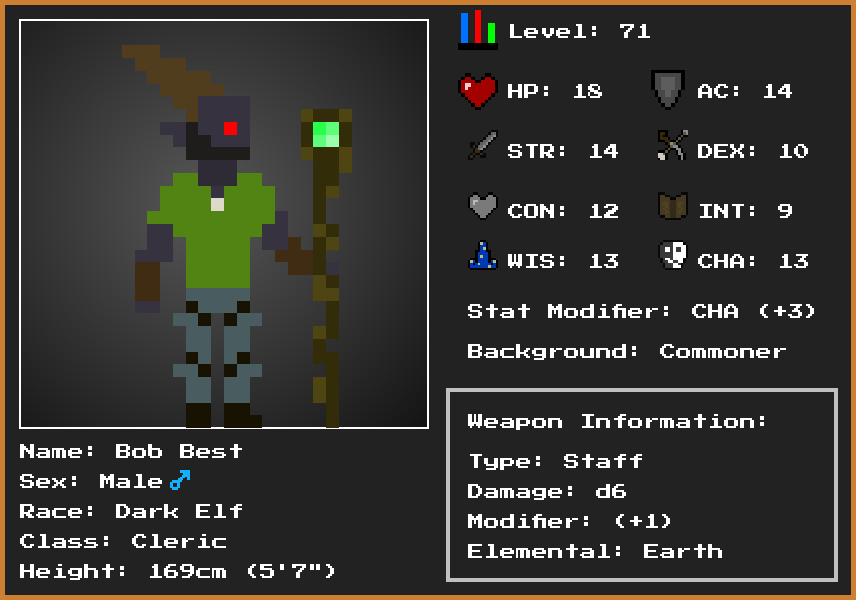 Level: 71
HP: 18 AC: 14
STR: 14 DEX: 10
CON: 12 INT: 9
WIS: 13 CHA: 13
Stat Modifier: CHA (+3)
Background: Commoner
Weapon Information:
Type: Staff
Damage: d6
Modifier: (+1)
Elemental: Earth
Name: Bob Best
Sex: Male ♂
Race: Dark Elf
Class: Cleric
Height: 169cm (5'7")